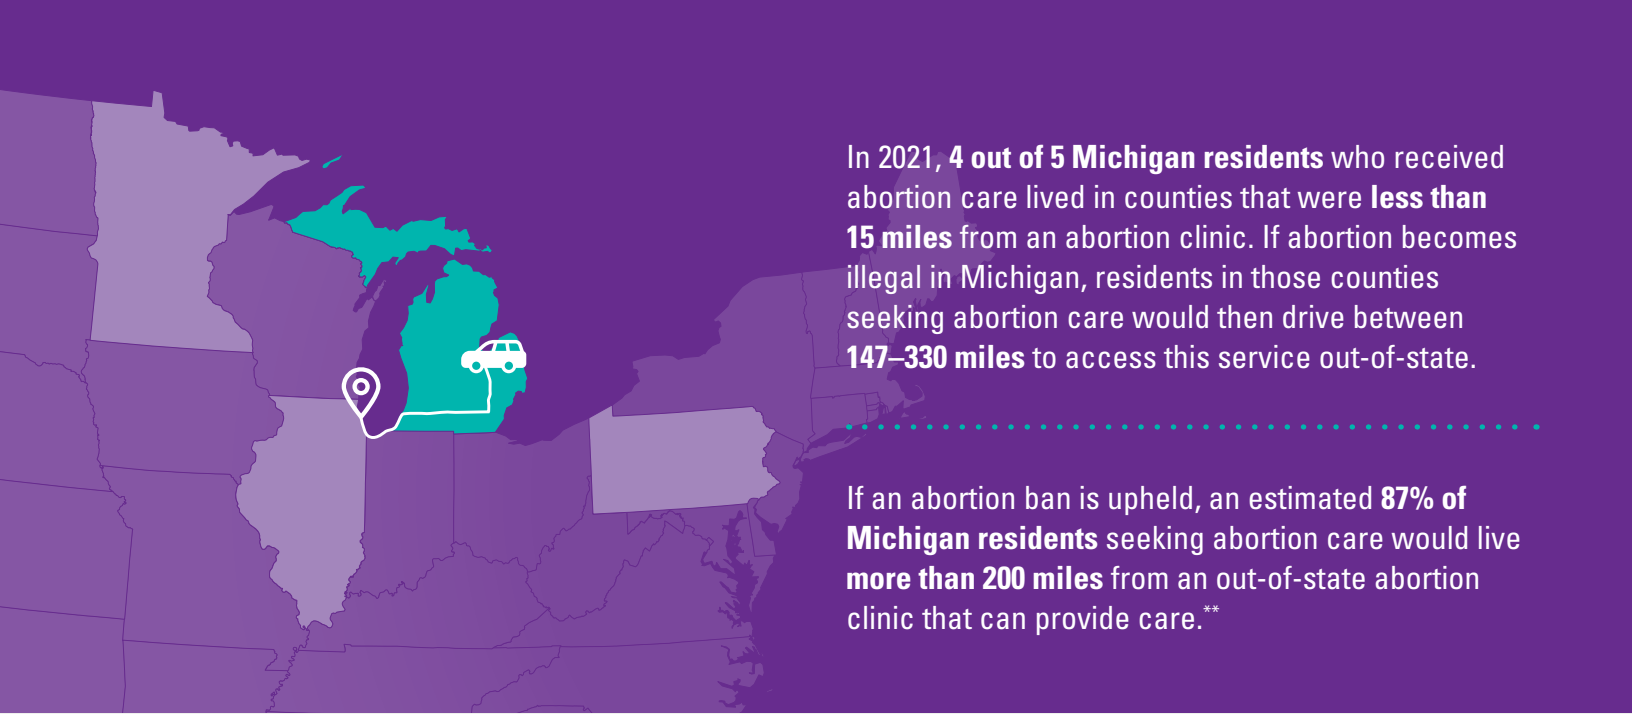 In 2021, 4 out of 5 Michigan residents who received
abortion care lived in counties that were less than
15 miles from an abortion clinic. If abortion becomes
illegal in Michigan, residents in those counties
seeking abortion care would then drive between
147–330 miles to access this service out-of-state.
If an abortion ban is upheld, an estimated 87% of
Michigan residents seeking abortion care would live
more than 200 miles from an out-of-state abortion
clinic that can provide care.**